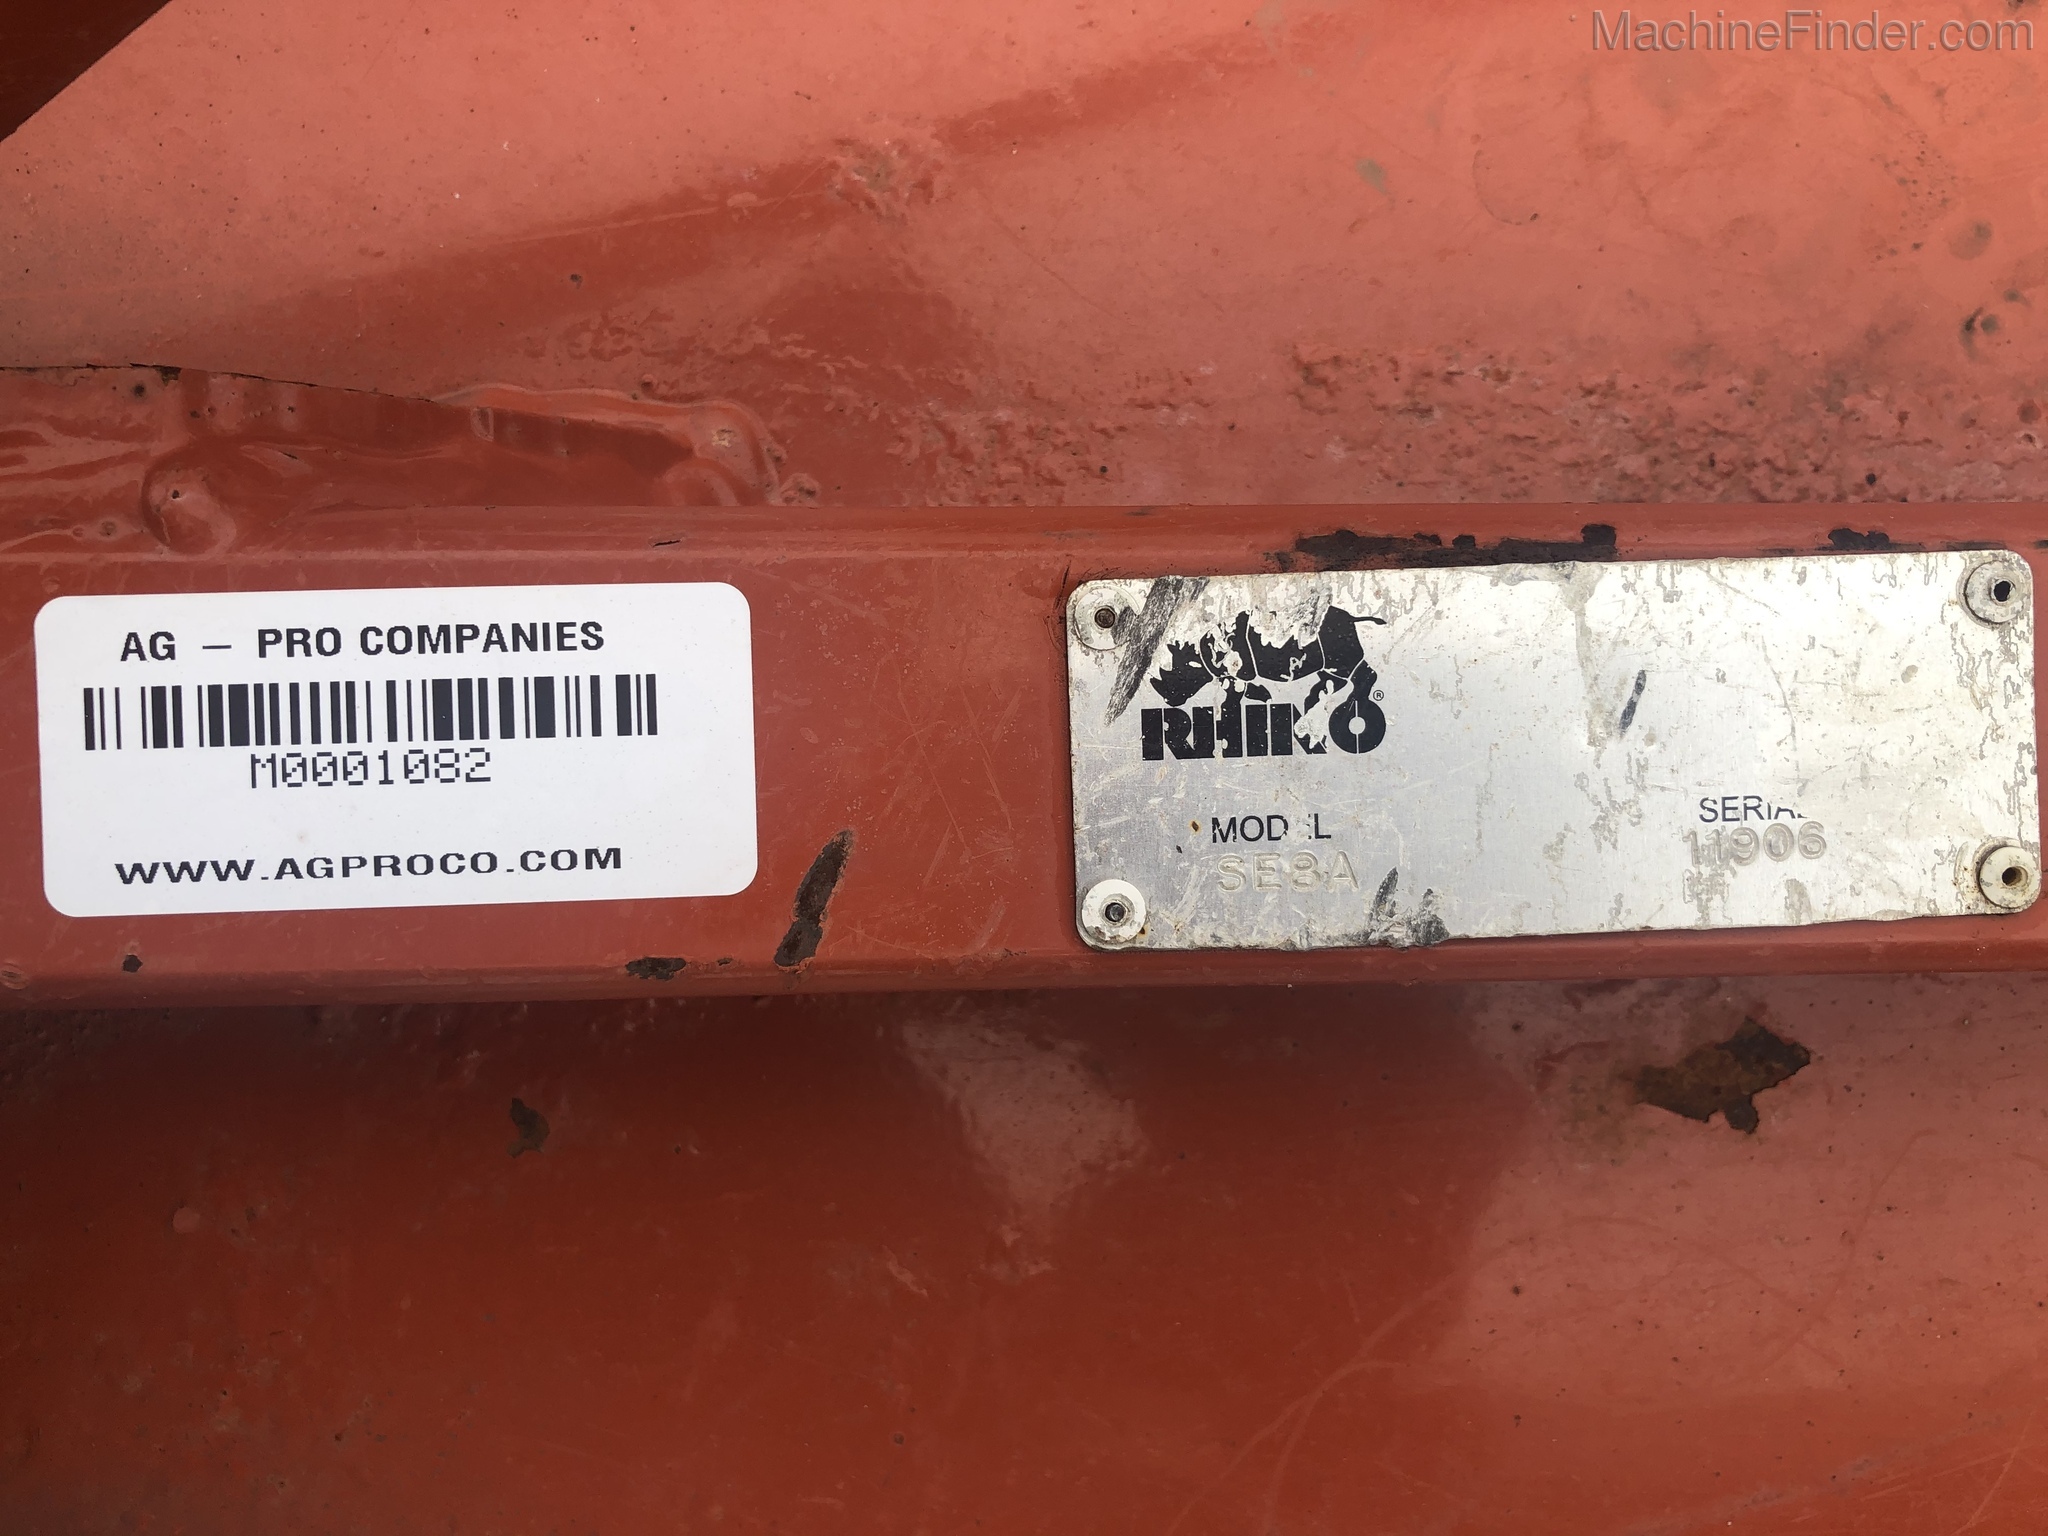 MachineFinder.com
AG – PRO COMPANIES
M0001082
WWW.AGPROCO.COM
RHINO®
MODEL SERIAL
SE8A 11906